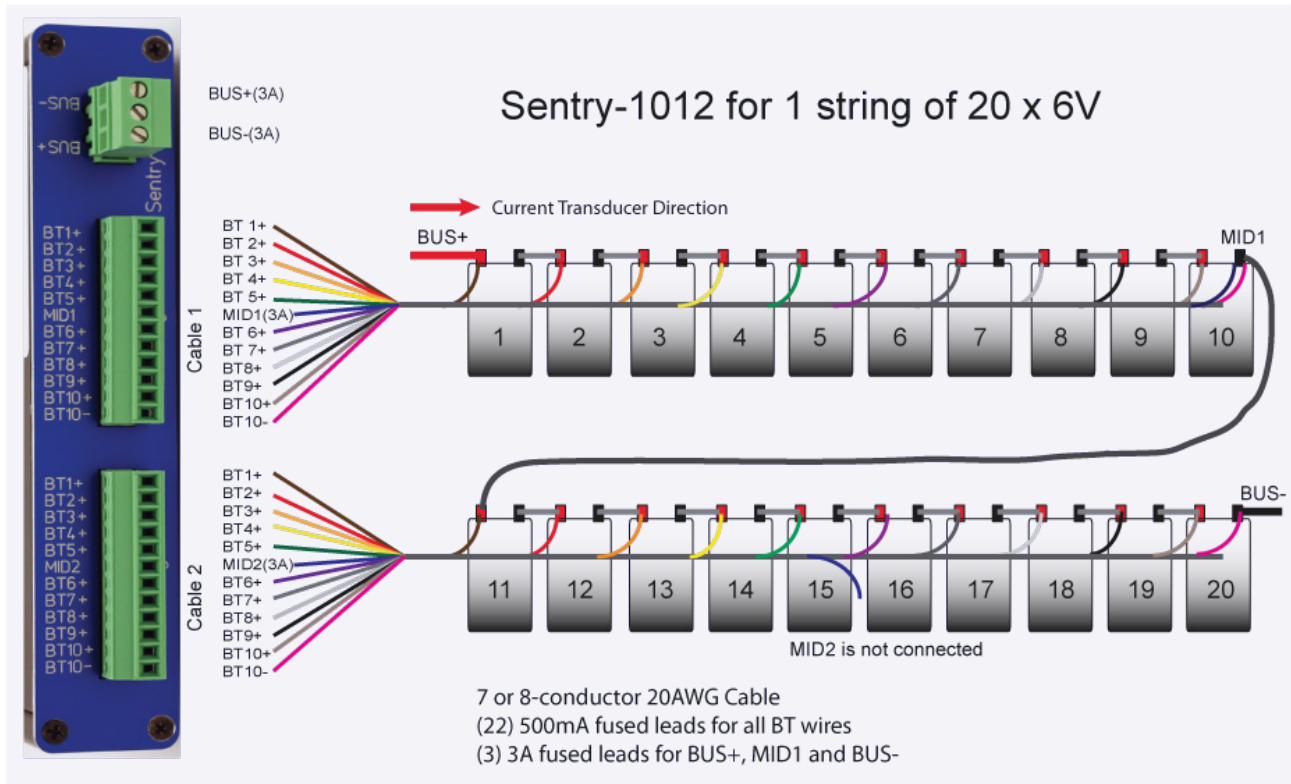 Sentry-1012 for 1 string of 20 x 6V
BUS-
BUS+
Sentry
BUS+(3A)
BUS-(3A)
BT1+
BT2+
BT3+
BT4+
BT5+
MID1
BT6+
BT7+
BT8+
BT9+
BT10+
BT10-
Cable 1
BT 1+
BT 2+
BT 3+
BT 4+
BT 5+
MID1(3A)
BT 6+
BT 7+
BT8+
BT9+
BT10+
BT10-
Current Transducer Direction
BUS+
MID1
1 2 3 4 5 6 7 8 9 10
BT1+
BT2+
BT3+
BT4+
BT5+
MID2
BT6+
BT7+
BT8+
BT9+
BT10+
BT10-
Cable 2
BT1+
BT2+
BT3+
BT4+
BT5+
MID2(3A)
BT6+
BT7+
BT8+
BT9+
BT10+
BT10-
BUS-
11 12 13 14 15 16 17 18 19 20
MID2 is not connected
7 or 8-conductor 20AWG Cable
(22) 500mA fused leads for all BT wires
(3) 3A fused leads for BUS+, MID1 and BUS-